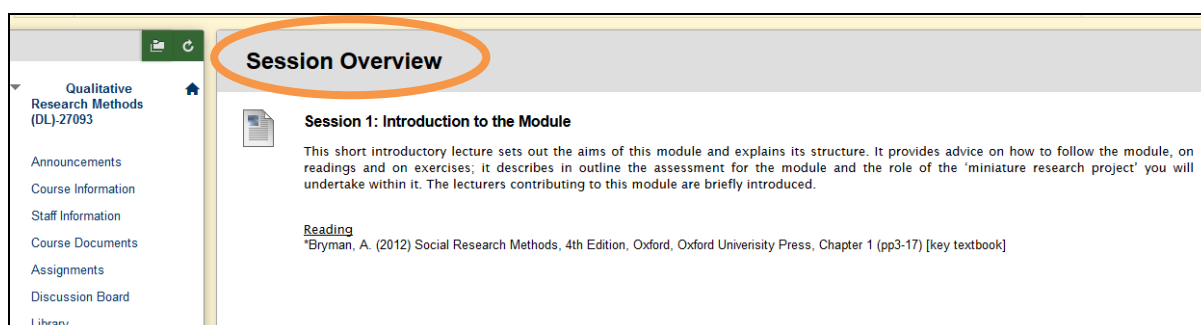 Qualitative
Research Methods
(DL)-27093
Announcements
Course Information
Staff Information
Course Documents
Assignments
Discussion Board
Library
Session Overview
Session 1: Introduction to the Module
This short introductory lecture sets out the aims of this module and explains its structure. It provides advice on how to follow the module, on
readings and on exercises; it describes in outline the assessment for the module and the role of the ‘miniature research project’ you will
undertake within it. The lecturers contributing to this module are briefly introduced.
Reading
*Bryman, A. (2012) Social Research Methods, 4th Edition, Oxford, Oxford Univerisity Press, Chapter 1 (pp3-17) [key textbook]